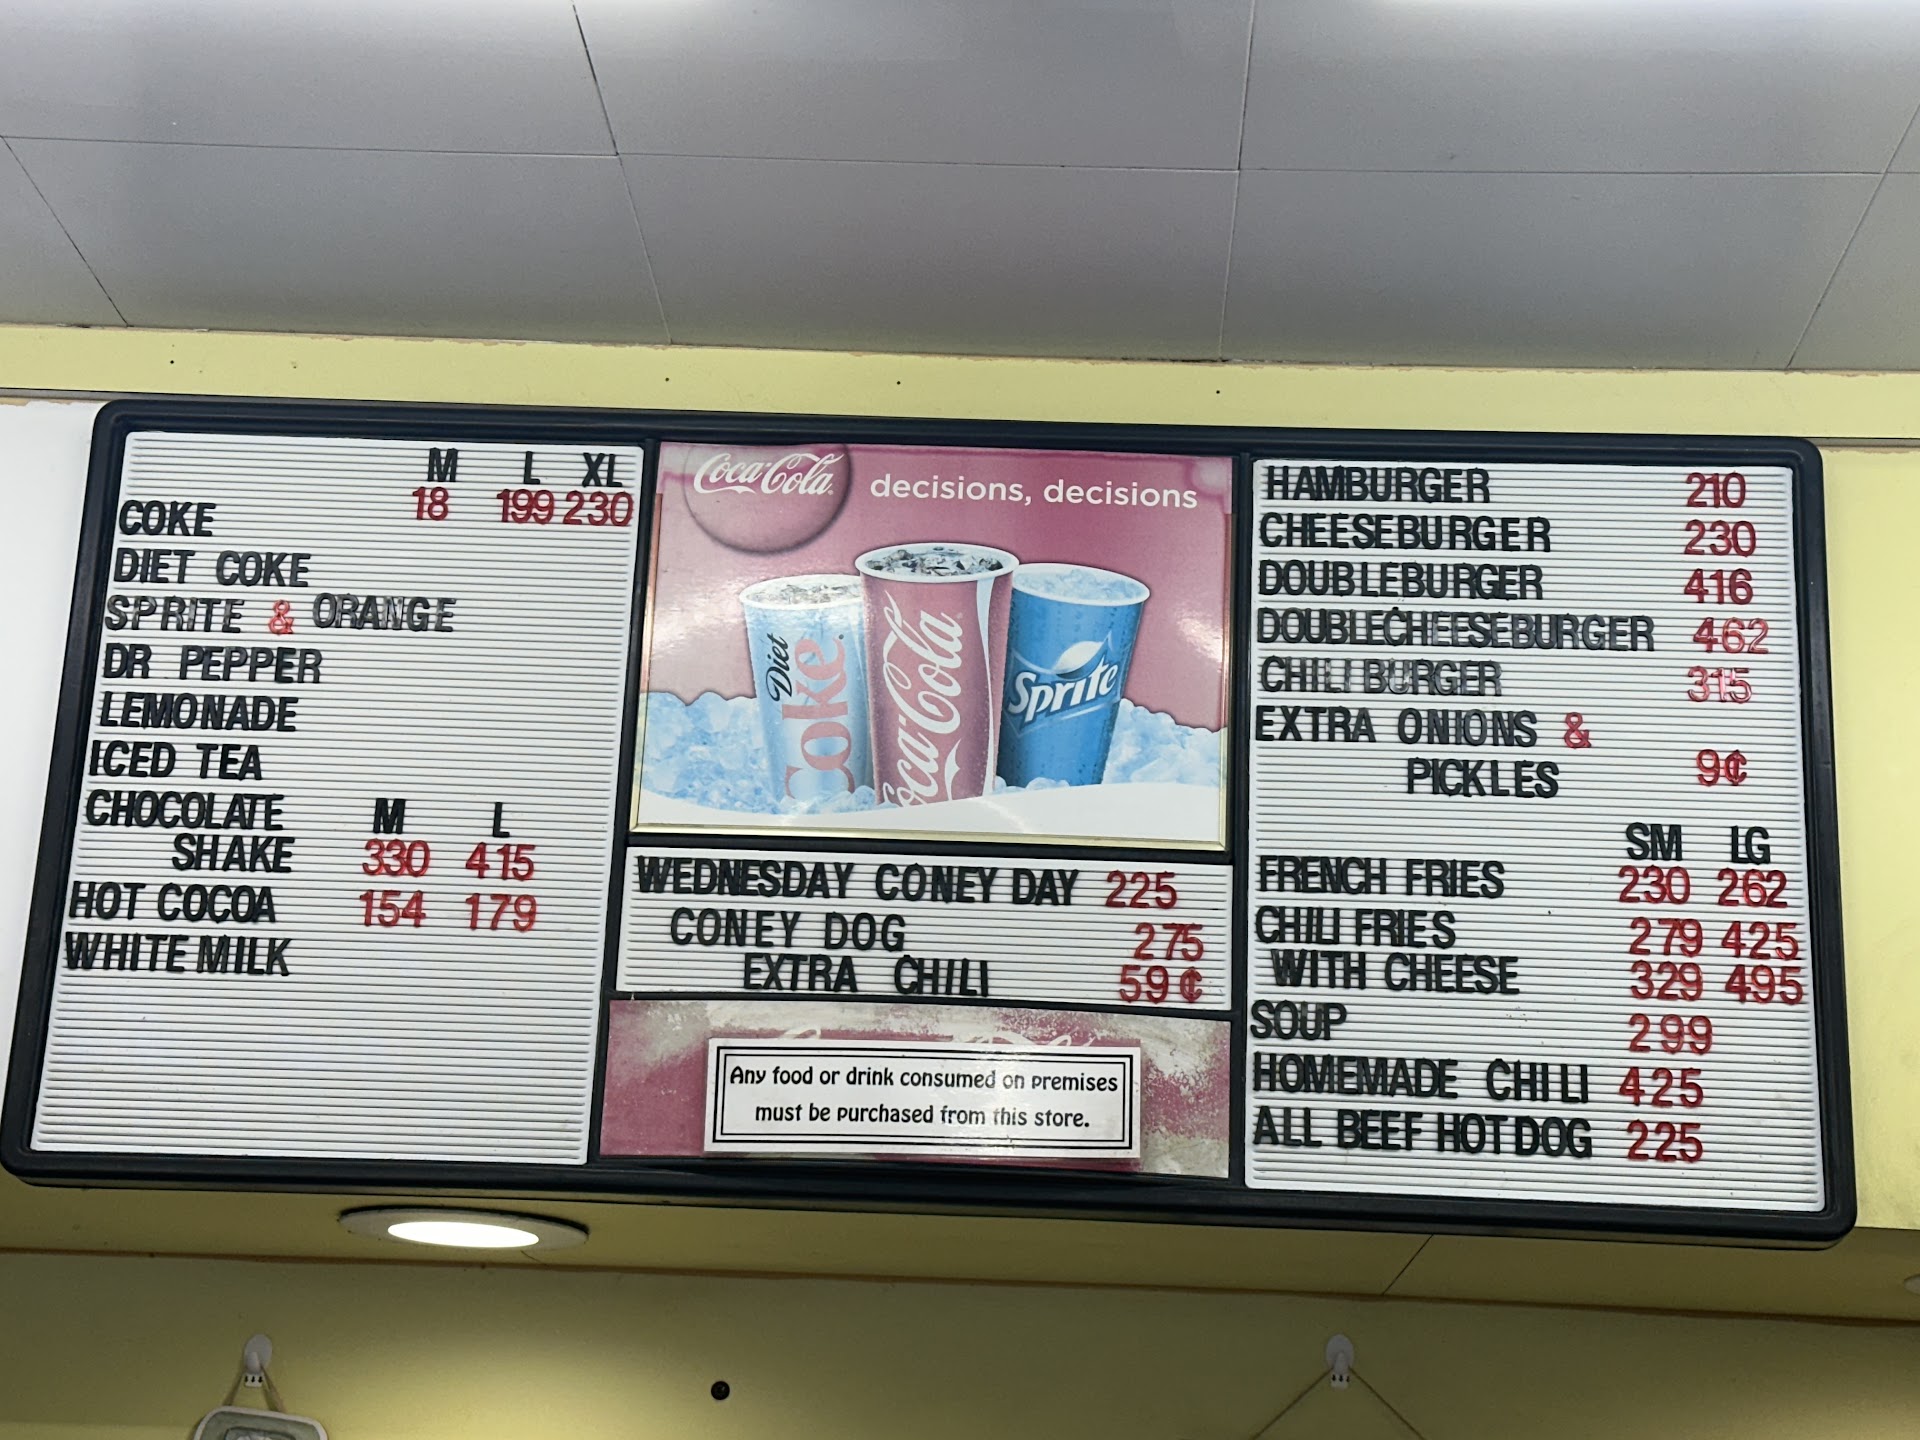 M L XL
COKE 18 199 230
DIET COKE
SPRITE & ORANGE
DR PEPPER
LEMONADE
ICED TEA
CHOCOLATE M L
SHAKE 330 415
HOT COCOA 154 179
WHITE MILK
Coca-Cola decisions, decisions
Diet Coke
Coca-Cola
Sprite
WEDNESDAY CONEY DAY 225
CONEY DOG 275
EXTRA CHILI 59¢
Any food or drink consumed on premises
must be purchased from this store.
HAMBURGER 210
CHEESEBURGER 230
DOUBLEBURGER 416
DOUBLECHEESEBURGER 462
CHILI BURGER 315
EXTRA ONIONS &
PICKLES 9¢
SM LG
FRENCH FRIES 230 262
CHILI FRIES 279 425
WITH CHEESE 329 495
SOUP 299
HOMEMADE CHILI 425
ALL BEEF HOT DOG 225